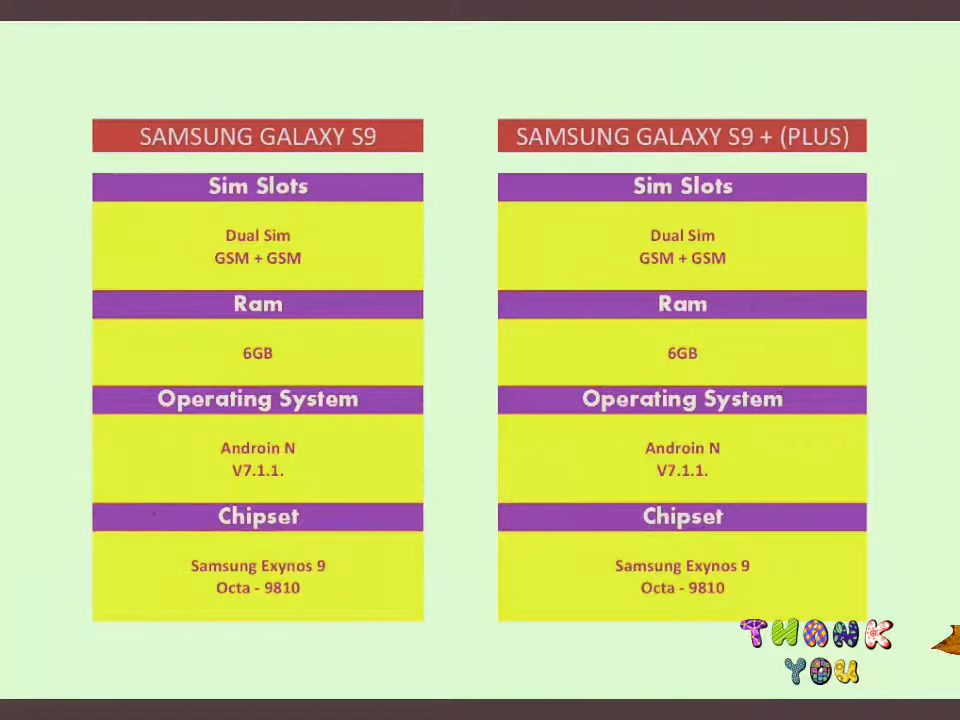 SAMSUNG GALAXY S9
Sim Slots
Dual Sim
GSM + GSM
Ram
6GB
Operating System
Androin N
V7.1.1.
Chipset
Samsung Exynos 9
Octa - 9810
SAMSUNG GALAXY S9 + (PLUS)
Sim Slots
Dual Sim
GSM + GSM
Ram
6GB
Operating System
Androin N
V7.1.1.
Chipset
Samsung Exynos 9
Octa - 9810
THANK
YOU